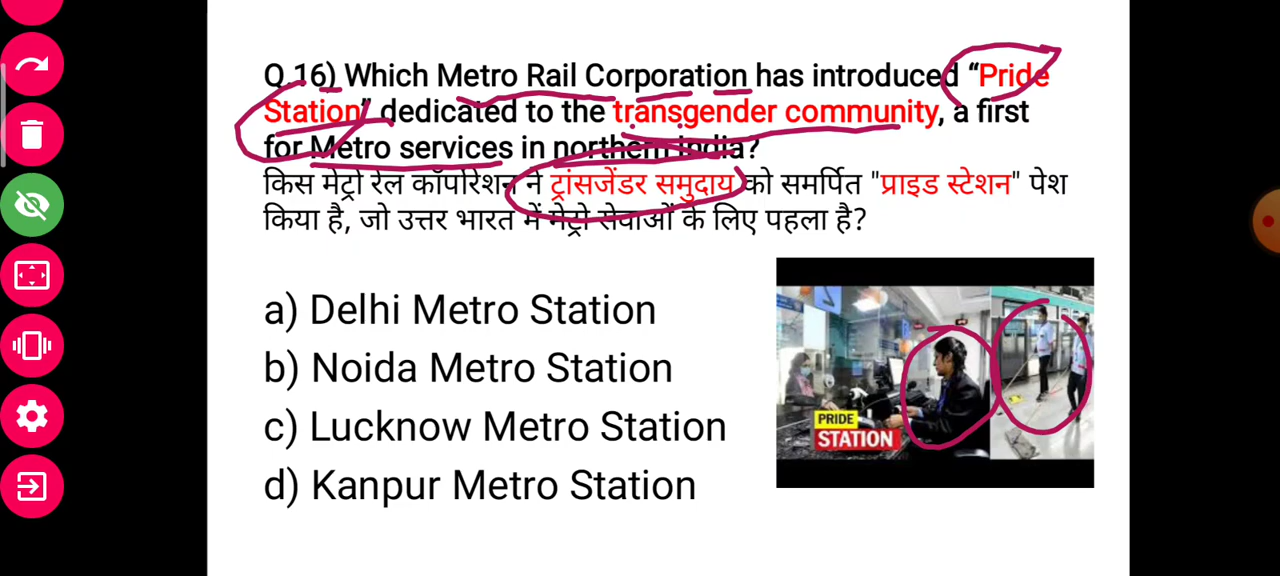 Q.16) Which Metro Rail Corporation has introduced “Pride
Station” dedicated to the transgender community, a first
for Metro services in northern India?
किस मेट्रो रेल कॉर्पोरेशन ने ट्रांसजेंडर समुदाय को समर्पित "प्राइड स्टेशन" पेश
किया है, जो उत्तर भारत में मेट्रो सेवाओं के लिए पहला है?
a) Delhi Metro Station
b) Noida Metro Station
c) Lucknow Metro Station
d) Kanpur Metro Station
PRIDE
STATION